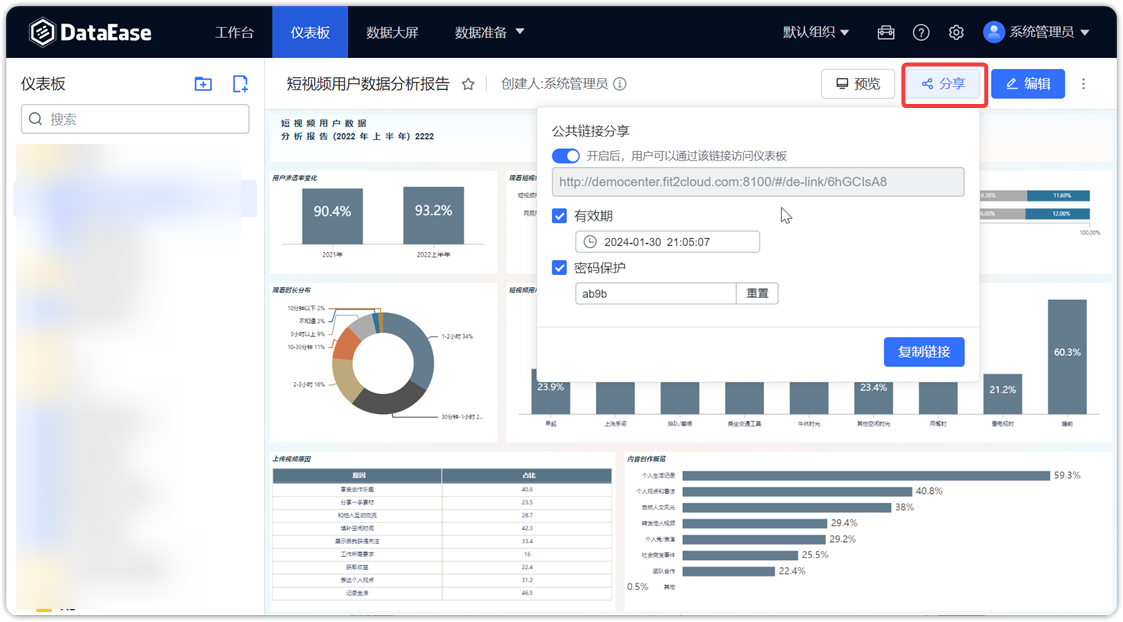 DataEase
工作台
仪表板
数据大屏
数据准备
默认组织
系统管理员
仪表板
搜索
短视频用户数据分析报告
创建人:系统管理员
预览
分享
编辑
公共链接分享
开启后，用户可以通过该链接访问仪表板
http://democenter.fit2cloud.com:8100/#/de-link/6hGCIsA8
有效期
2024-01-30 21:05:07
密码保护
ab9b
重置
复制链接
短 视 频 用 户 数 据
分 析 报 告 (2022 年 上 半 年) 2222
用户渗透率变化
90.4%
93.2%
2021年
2022上半年
11.69%
12.00%
100.00%
观看时长分布
10分钟以下 2%
不知道 2%
3小时以上 9%
10-30分钟 11%
2-3小时 16%
1-2小时 34%
30分钟-1小时 2...
短视频用户
23.9%
23.4%
21.2%
60.3%
早起
上洗手间
排队/等候
乘坐交通工具
午休时光
其他空闲时光
用餐时
看电视时
睡前
上传视频原因
原因 占比
享受创作乐趣 40.6
分享一手素材 23.5
和他人互动交流 28.7
填补空闲时间 42.3
展示自我获得关注 33.4
工作所需要求 16
获取收益 22.4
表达个人观点 31.2
记录生活 46.5
内容创作概览
个人生活记录 59.3%
个人观点和看法 40.8%
自然人文风光 38%
转发他人视频 29.4%
个人秀/表演 29.2%
社会突发事件 25.5%
团队合作 22.4%
0.5% 其他